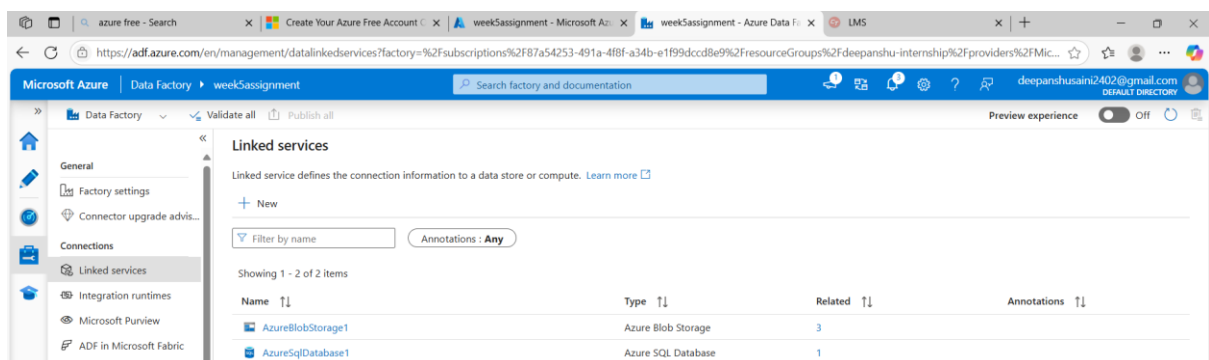 azure free - Search
Create Your Azure Free Account O
week5assignment - Microsoft Azu
week5assignment - Azure Data Fa
LMS
https://adf.azure.com/en/management/datalinkedservices?factory=%2Fsubscriptions%2F87a54253-491a-4f8f-a34b-e1f99dccd8e9%2FresourceGroups%2Fdeepanshu-internship%2Fproviders%2FMic...
Microsoft Azure
Data Factory
week5assignment
Search factory and documentation
1
3
deepanshusaini2402@gmail.com
DEFAULT DIRECTORY
Data Factory
Validate all
Publish all
Preview experience
Off
General
Factory settings
Connector upgrade advis...
Connections
Linked services
Integration runtimes
Microsoft Purview
ADF in Microsoft Fabric
Linked services
Linked service defines the connection information to a data store or compute. Learn more
New
Filter by name
Annotations : Any
Showing 1 - 2 of 2 items
Name Type Related Annotations
AzureBlobStorage1 Azure Blob Storage 3
AzureSqlDatabase1 Azure SQL Database 1